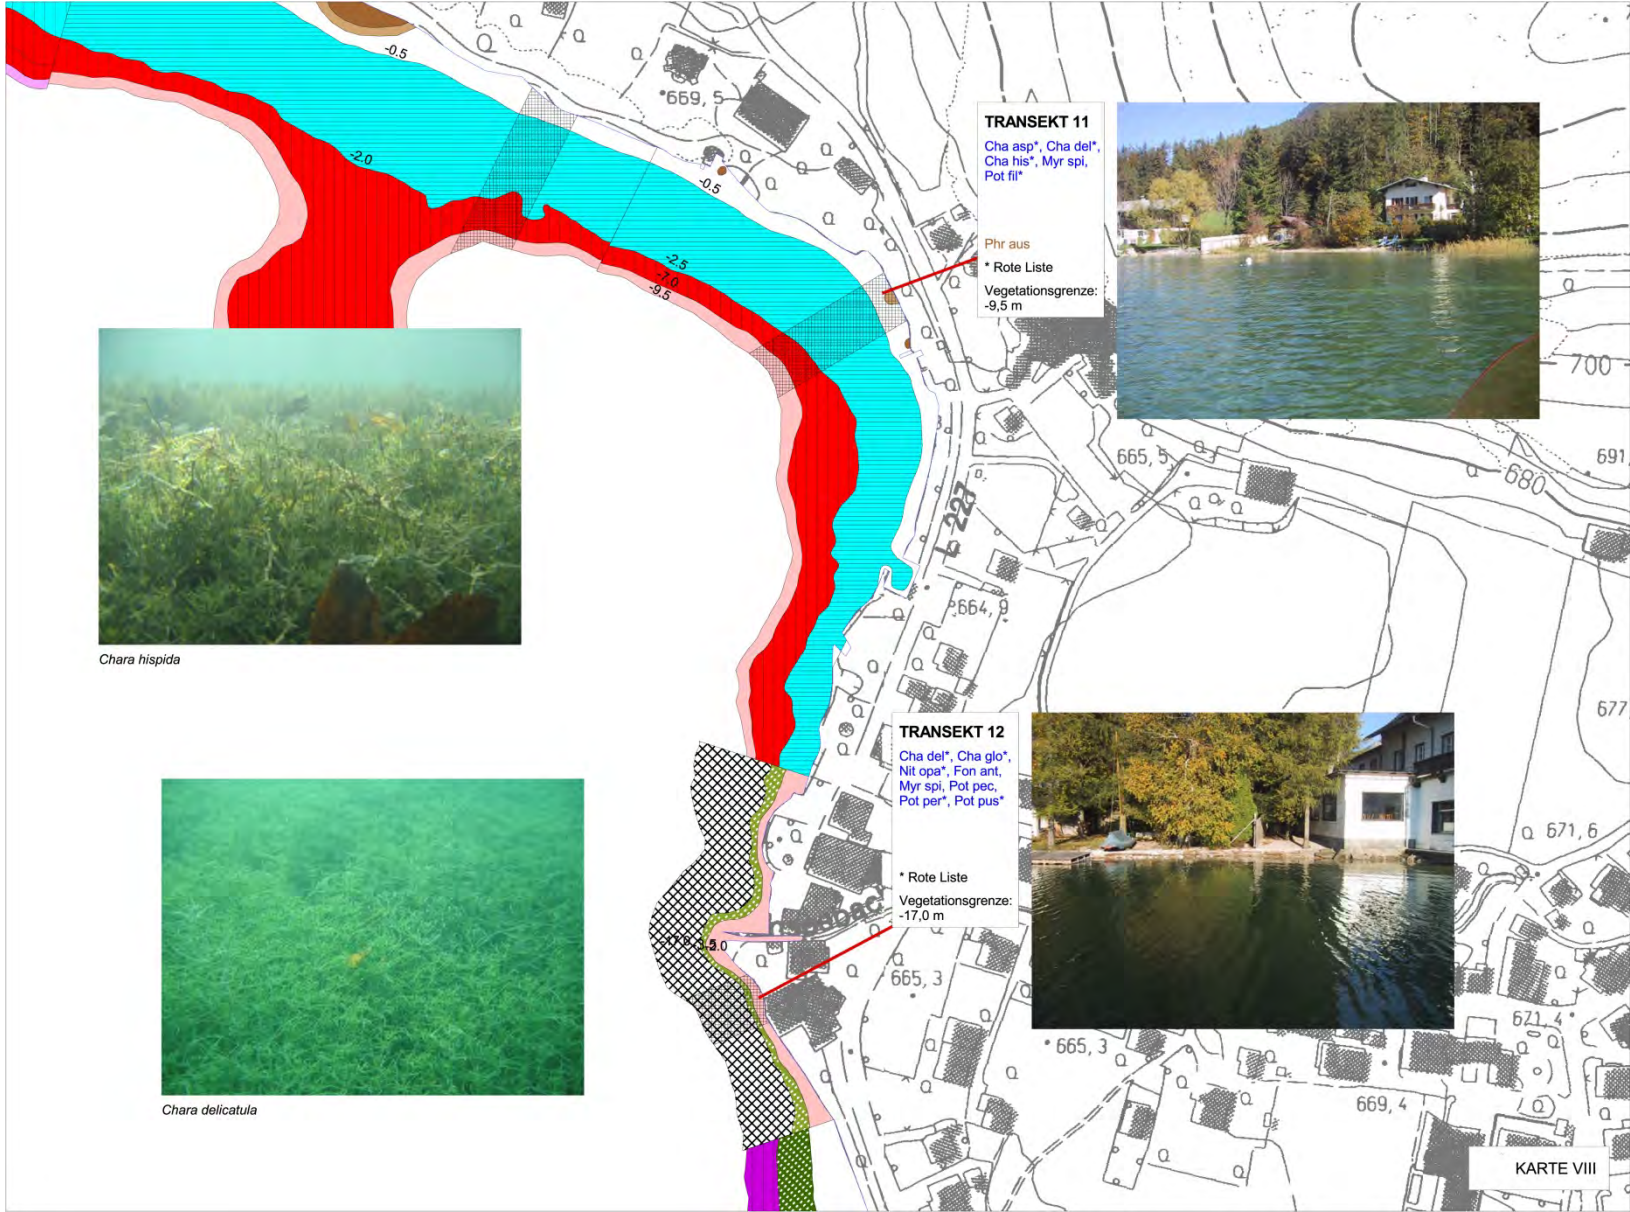 -0.5
669, 5
-2.0
-0.5
-2.5
-7.0
-9.5
TRANSEKT 11
Cha asp*, Cha del*,
Cha his*, Myr spi,
Pot fil*
Phr aus
* Rote Liste
Vegetationsgrenze:
-9,5 m
700
665, 5
680
691,
L 227
664, 9
677,
Chara hispida
TRANSEKT 12
Cha del*, Cha glo*,
Nit opa*, Fon ant,
Myr spi, Pot pec,
Pot per*, Pot pus*
* Rote Liste
Vegetationsgrenze:
-17,0 m
671, 6
665, 3
671, 4
665, 3
669, 4
Chara delicatula
KARTE VIII